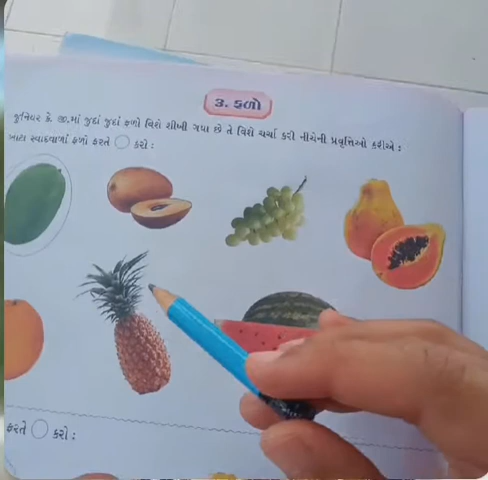 ૩. ફળો
જુનિયર કે જી.માં જુદાં જુદાં ફળો વિશે શીખી ગયા છે તે વિશે ચર્ચા કરી નીચેની પ્રવૃત્તિઓ કરીએ :
ખાટા સ્વાદવાળાં ફળો ફરતે કરો :
ફરતે કરો :